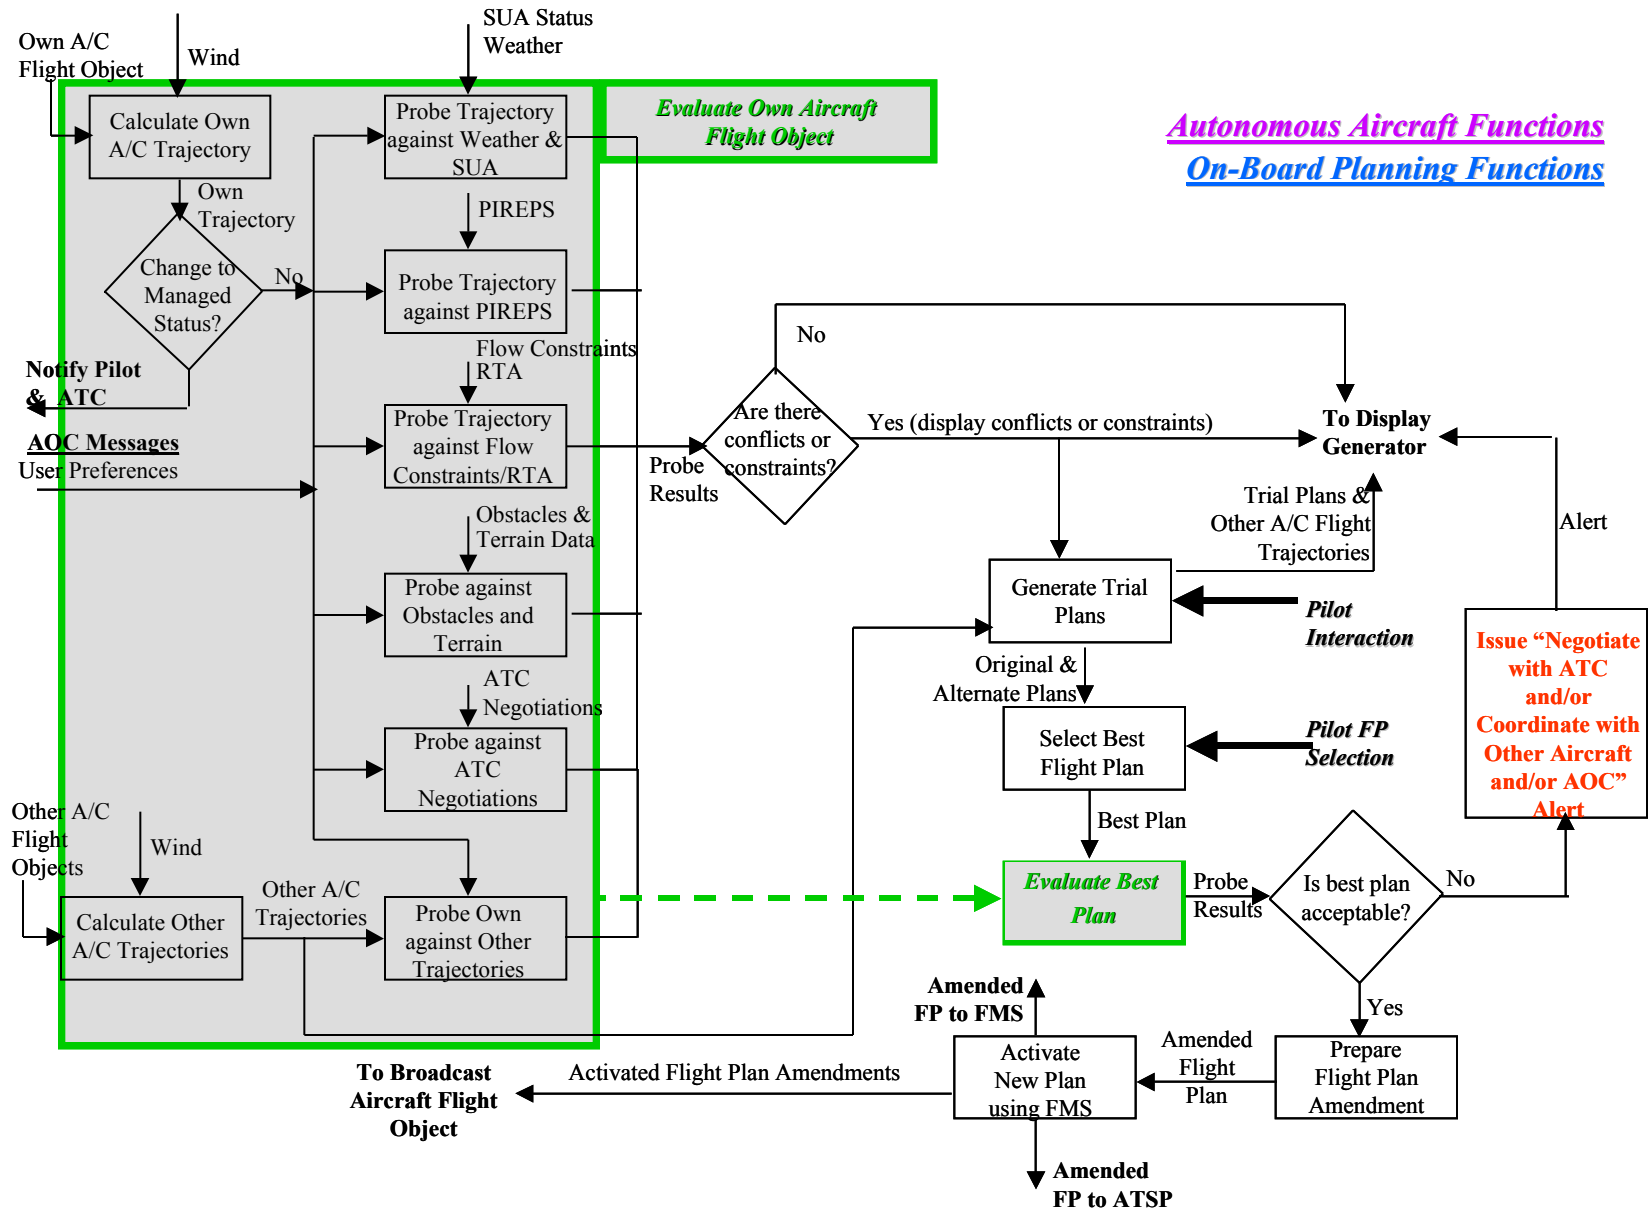 Own A/C
Flight Object
Wind
SUA Status
Weather
Calculate Own
A/C Trajectory
Probe Trajectory
against Weather &
SUA
Evaluate Own Aircraft
Flight Object
Autonomous Aircraft Functions
On-Board Planning Functions
Own
Trajectory
PIREPS
Change to
Managed
Status?
No
Probe Trajectory
against PIREPS
Flow Constraints
RTA
Notify Pilot
& ATC
AOC Messages
User Preferences
Probe Trajectory
against Flow
Constraints/RTA
Probe
Results
Are there
conflicts or
constraints?
No
Yes (display conflicts or constraints)
To Display
Generator
Trial Plans &
Other A/C Flight
Trajectories
Alert
Obstacles &
Terrain Data
Probe against
Obstacles and
Terrain
Generate Trial
Plans
Pilot
Interaction
Issue “Negotiate
with ATC
and/or
Coordinate with
Other Aircraft
and/or AOC”
Alert
Original &
Alternate Plans
ATC
Negotiations
Probe against
ATC
Negotiations
Select Best
Flight Plan
Pilot FP
Selection
Best Plan
Other A/C
Flight
Objects
Wind
Calculate Other
A/C Trajectories
Other A/C
Trajectories
Probe Own
against Other
Trajectories
Evaluate Best
Plan
Probe
Results
Is best plan
acceptable?
No
Yes
Amended
FP to FMS
Activate
New Plan
using FMS
Amended
Flight
Plan
Prepare
Flight Plan
Amendment
Activated Flight Plan Amendments
To Broadcast
Aircraft Flight
Object
Amended
FP to ATSP